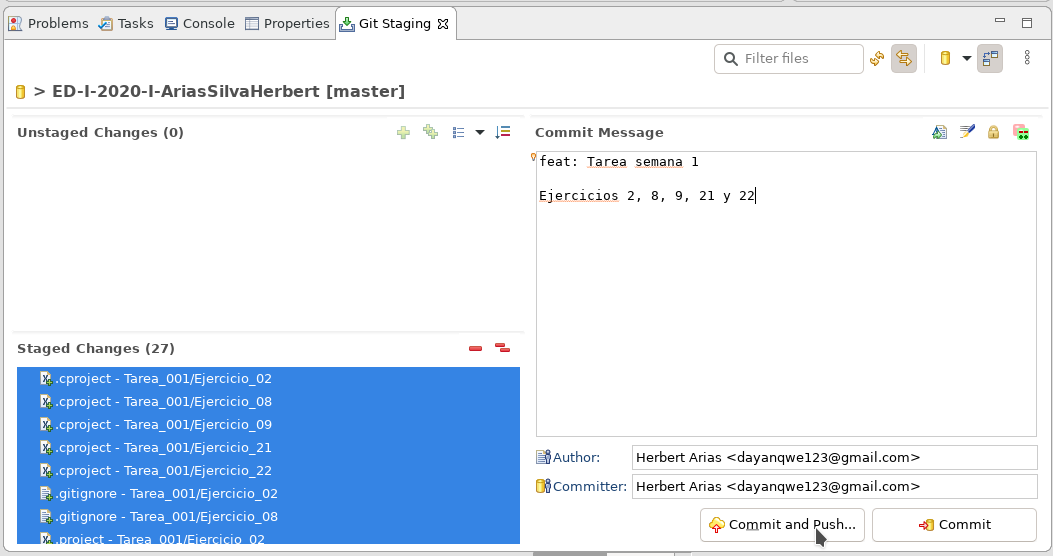 Problems Tasks Console Properties Git Staging
Filter files
> ED-I-2020-I-AriasSilvaHerbert [master]
Unstaged Changes (0)
Staged Changes (27)
.cproject - Tarea_001/Ejercicio_02
.cproject - Tarea_001/Ejercicio_08
.cproject - Tarea_001/Ejercicio_09
.cproject - Tarea_001/Ejercicio_21
.cproject - Tarea_001/Ejercicio_22
.gitignore - Tarea_001/Ejercicio_02
.gitignore - Tarea_001/Ejercicio_08
.project - Tarea_001/Ejercicio_02
Commit Message
feat: Tarea semana 1
Ejercicios 2, 8, 9, 21 y 22
Author: Herbert Arias <dayanqwe123@gmail.com>
Committer: Herbert Arias <dayanqwe123@gmail.com>
Commit and Push... Commit